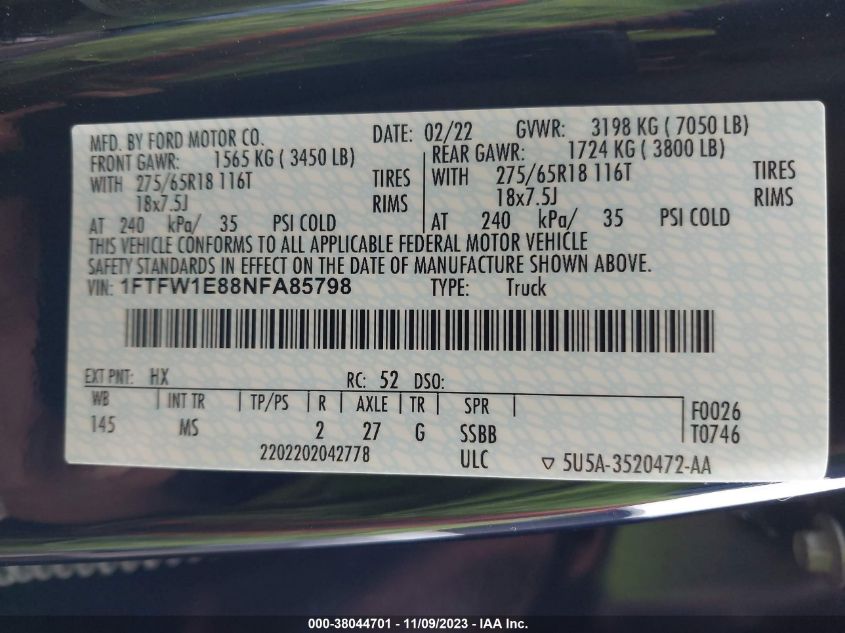 MFD. BY FORD MOTOR CO. DATE: 02/22 GVWR: 3198 KG ( 7050 LB)
FRONT GAWR: 1565 KG ( 3450 LB) REAR GAWR: 1724 KG ( 3800 LB)
WITH 275/65R18 116T TIRES WITH 275/65R18 116T TIRES
18x7.5J RIMS 18x7.5J RIMS
AT 240 kPa/ 35 PSI COLD AT 240 kPa/ 35 PSI COLD
THIS VEHICLE CONFORMS TO ALL APPLICABLE FEDERAL MOTOR VEHICLE
SAFETY STANDARDS IN EFFECT ON THE DATE OF MANUFACTURE SHOWN ABOVE.
VIN: 1FTFW1E88NFA85798 TYPE: Truck
EXT PNT: HX RC: 52 DSO:
WB INT TR TP/PS R AXLE TR SPR F0026
145 MS 2 27 G SSBB T0746
2202202042778 ULC ▽ 5U5A-3520472-AA
000-38044701 - 11/09/2023 - IAA Inc.